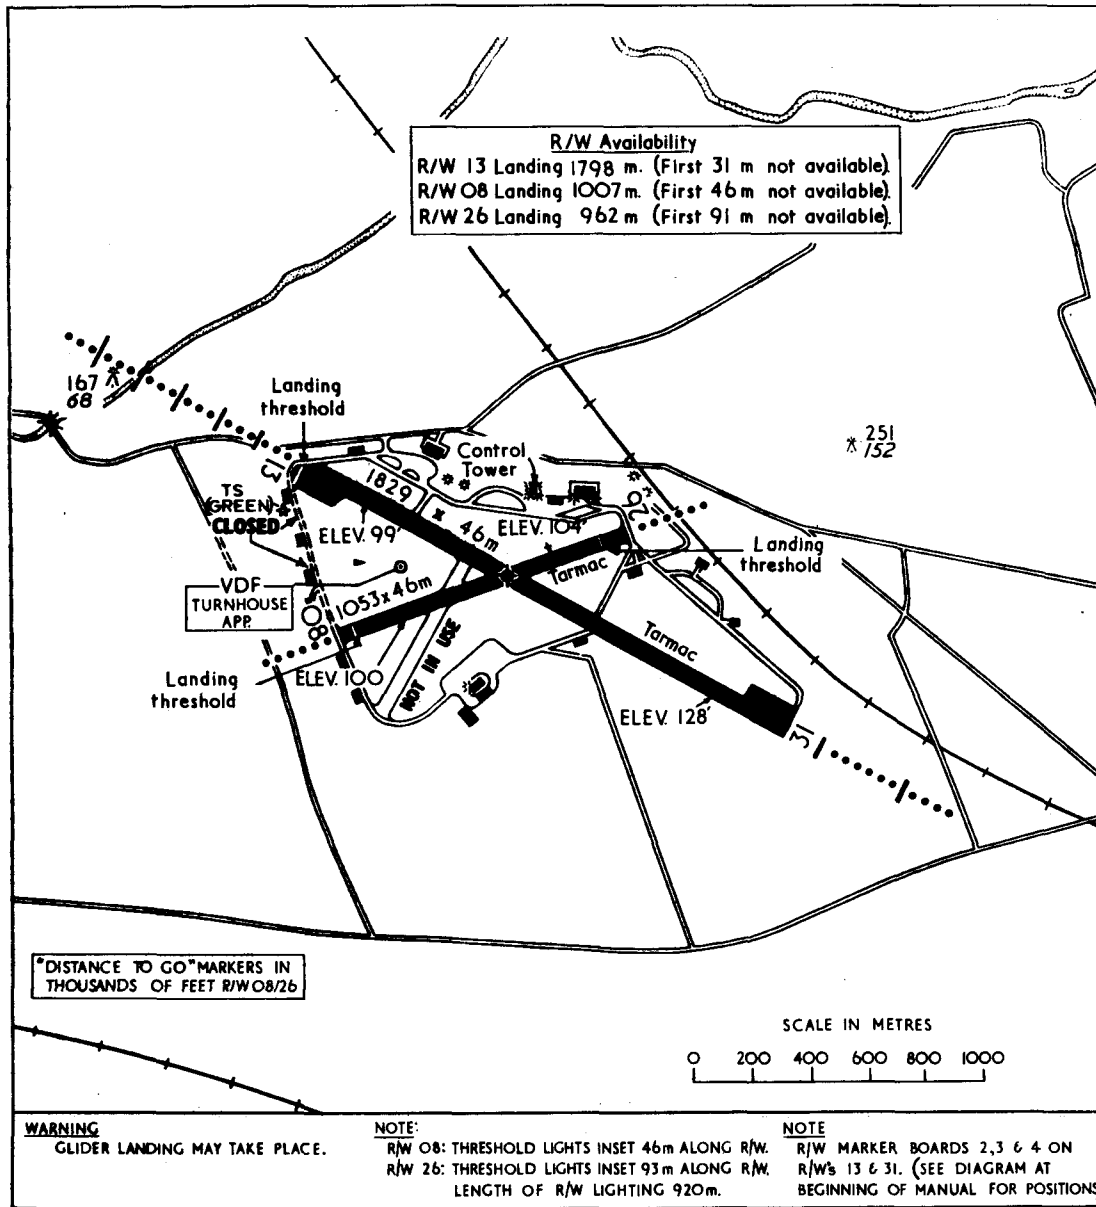 R/W Availability
R/W 13 Landing 1798 m. (First 31 m not available).
R/W 08 Landing 1007m. (First 46 m not available).
R/W 26 Landing 962 m (First 91 m not available).
167
68
Landing
threshold
251
152
Control
Tower
13
TS
(GREEN)
CLOSED
1829 x 46m
26
ELEV. 99'
ELEV. 104'
Landing
threshold
Tarmac
VDF
TURNHOUSE
APP.
1053 x 46m
08
NOT IN USE
Tarmac
Landing
threshold
ELEV. 100
ELEV. 128'
31
"DISTANCE TO GO" MARKERS IN
THOUSANDS OF FEET R/W 08/26
SCALE IN METRES
0 200 400 600 800 1000
WARNING
GLIDER LANDING MAY TAKE PLACE.
NOTE:
R/W 08: THRESHOLD LIGHTS INSET 46m ALONG R/W.
R/W 26: THRESHOLD LIGHTS INSET 93m ALONG R/W.
LENGTH OF R/W LIGHTING 920m.
NOTE
R/W MARKER BOARDS 2,3 & 4 ON
R/W's 13 & 31. (SEE DIAGRAM AT
BEGINNING OF MANUAL FOR POSITIONS